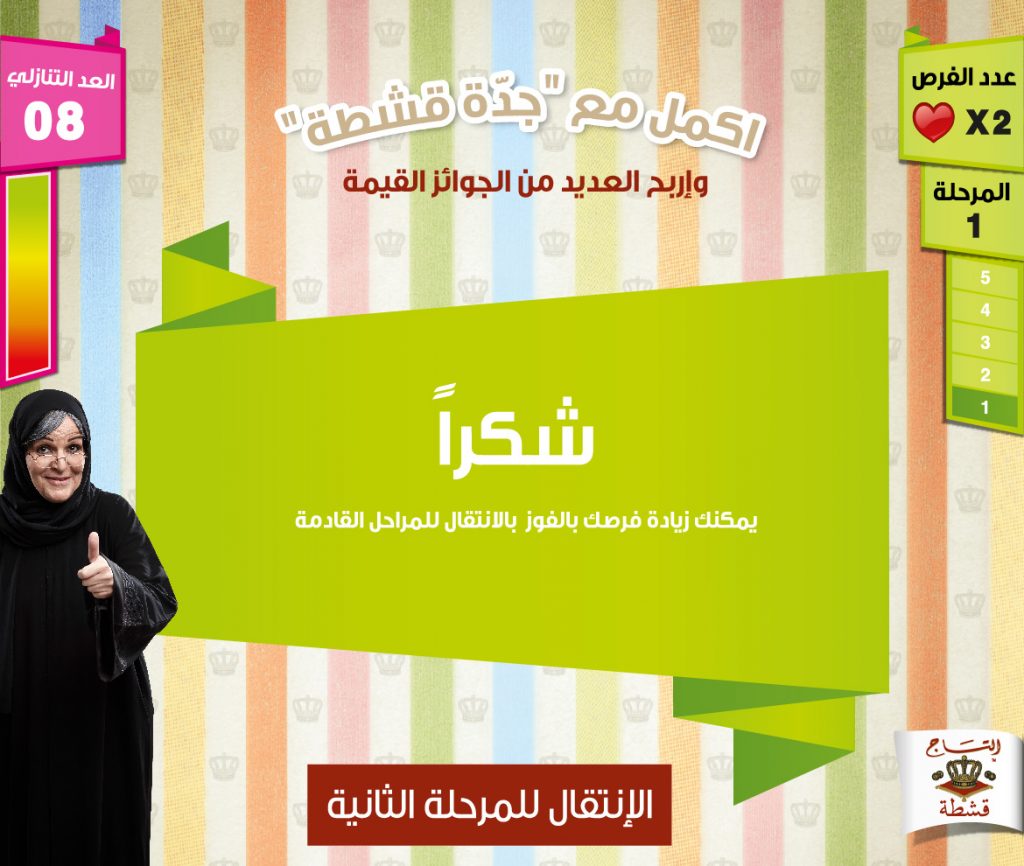 العد التنازلي
08
عدد الفرص
X2
المرحلة
1
5
4
3
2
1
اكمل مع "جدّة قشطة"
وإربح العديد من الجوائز القيمة
شكراً
يمكنك زيادة فرصك بالفوز بالانتقال للمراحل القادمة
الإنتقال للمرحلة الثانية
التاج
قشطة